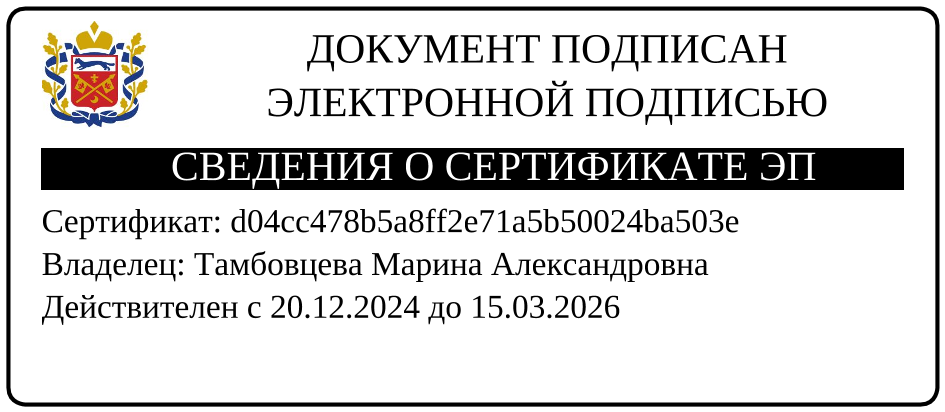 ДОКУМЕНТ ПОДПИСАН
ЭЛЕКТРОННОЙ ПОДПИСЬЮ
СВЕДЕНИЯ О СЕРТИФИКАТЕ ЭП
Сертификат: d04cc478b5a8ff2e71a5b50024ba503e
Владелец: Тамбовцева Марина Александровна
Действителен с 20.12.2024 до 15.03.2026